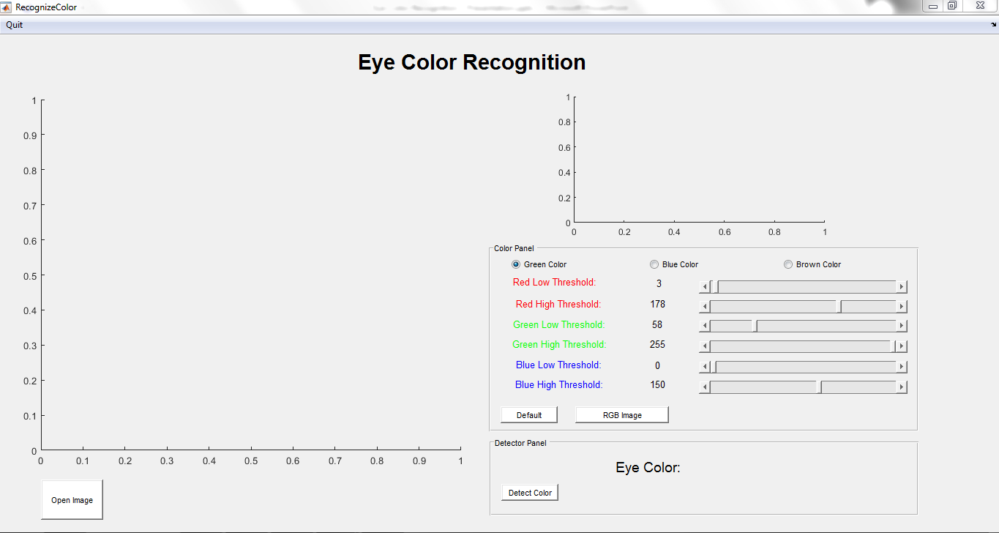 RecognizeColor
Quit
Eye Color Recognition
1
0.9
0.8
0.7
0.6
0.5
0.4
0.3
0.2
0.1
0
0 0.1 0.2 0.3 0.4 0.5 0.6 0.7 0.8 0.9 1
Open Image
1
0.8
0.6
0.4
0.2
0
0 0.2 0.4 0.6 0.8 1
Color Panel
Green Color Blue Color Brown Color
Red Low Threshold: 3
Red High Threshold: 178
Green Low Threshold: 58
Green High Threshold: 255
Blue Low Threshold: 0
Blue High Threshold: 150
Default RGB Image
Detector Panel
Eye Color:
Detect Color